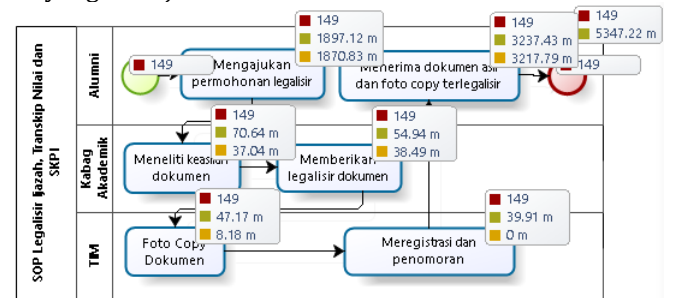 SOP Legalisir Ijazah, Transkip Nilai dan
SKPI
Alumni
149
Mengajukan
permohonan legalisir
149
1897.12 m
1870.83 m
Menerima dokumen asli
dan foto copy terlegalisir
149
3237.43 m
3217.79 m
149
5347.22 m
149
Kabag
Akademik
Meneliti keaslian
dokumen
149
70.64 m
37.04 m
Memberikan
legalisir dokumen
149
54.94 m
38.49 m
TIM
Foto Copy
Dokumen
149
47.17 m
8.18 m
Meregistrasi dan
penomoran
149
39.91 m
0 m